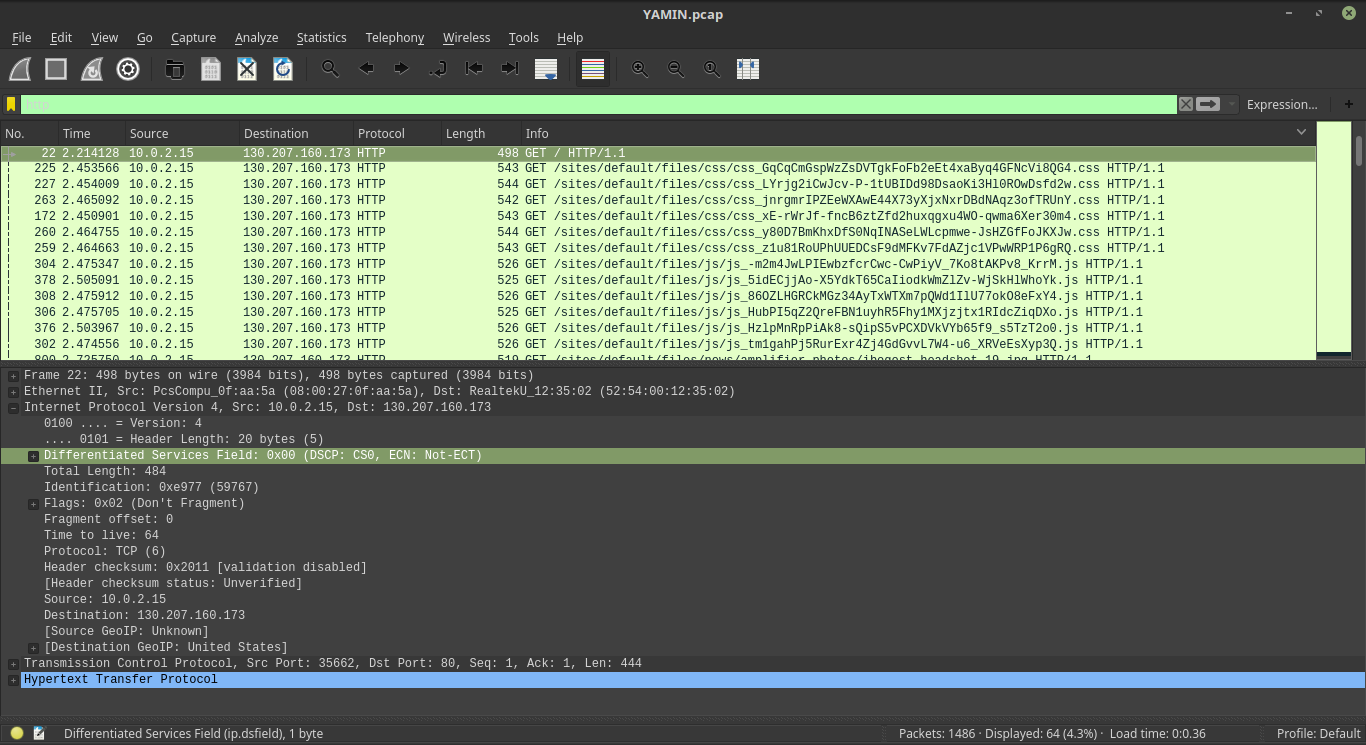 YAMIN.pcap
File Edit View Go Capture Analyze Statistics Telephony Wireless Tools Help
http Expression... +
No. Time Source Destination Protocol Length Info
22 2.214128 10.0.2.15 130.207.160.173 HTTP 498 GET / HTTP/1.1
225 2.453566 10.0.2.15 130.207.160.173 HTTP 543 GET /sites/default/files/css/css_GqCqCmGspWzZsDVTgkFoFb2eEt4xaByq4GFNcVi8QG4.css HTTP/1.1
227 2.454009 10.0.2.15 130.207.160.173 HTTP 544 GET /sites/default/files/css/css_LYrjg2iCwJcv-P-1tUBIDd98DsaoKi3Hl0ROwDsfd2w.css HTTP/1.1
263 2.465092 10.0.2.15 130.207.160.173 HTTP 542 GET /sites/default/files/css/css_jnrgmrIPZEeWXAwE44X73yXjxNxrDBdNAqz3ofTRUnY.css HTTP/1.1
172 2.450901 10.0.2.15 130.207.160.173 HTTP 543 GET /sites/default/files/css/css_xE-rWrJf-fncB6ztZfd2huxqgxu4WO-qwma6Xer30m4.css HTTP/1.1
260 2.464755 10.0.2.15 130.207.160.173 HTTP 544 GET /sites/default/files/css/css_y80D7BmKhxDfS0NqINASeLWLcpmwe-JsHZGfFoJKXJw.css HTTP/1.1
259 2.464663 10.0.2.15 130.207.160.173 HTTP 543 GET /sites/default/files/css/css_z1u81RoUPhUUEDCsF9dMFKv7FdAZjc1VPwWRP1P6gRQ.css HTTP/1.1
304 2.475347 10.0.2.15 130.207.160.173 HTTP 526 GET /sites/default/files/js/js_-m2m4JwLPIEwbzfcrCwc-CwPiyV_7Ko8tAKPv8_KrrM.js HTTP/1.1
378 2.505091 10.0.2.15 130.207.160.173 HTTP 525 GET /sites/default/files/js/js_5idECjjAo-X5YdkT65CaIiodkWmZlZv-WjSkHlWhoYk.js HTTP/1.1
308 2.475912 10.0.2.15 130.207.160.173 HTTP 526 GET /sites/default/files/js/js_86OZLHGRCkMGz34AyTxWTXm7pQWd1IlU77okO8eFxY4.js HTTP/1.1
306 2.475705 10.0.2.15 130.207.160.173 HTTP 525 GET /sites/default/files/js/js_HubPI5qZ2QreFBN1uyhR5Fhy1MXjzjtx1RIdcZiqDXo.js HTTP/1.1
376 2.503967 10.0.2.15 130.207.160.173 HTTP 526 GET /sites/default/files/js/js_HzlpMnRpPiAk8-sQipS5vPCXDVkVYb65f9_s5TzT2o0.js HTTP/1.1
302 2.474556 10.0.2.15 130.207.160.173 HTTP 526 GET /sites/default/files/js/js_tm1gahPj5RurExr4Zj4GdGvvL7W4-u6_XRVeEsXyp3Q.js HTTP/1.1
800 2.725750 10.0.2.15 130.207.160.173 HTTP 519 GET /sites/default/files/news/amplifier_photos/jbogost_headshot_19.jpg HTTP/1.1
Frame 22: 498 bytes on wire (3984 bits), 498 bytes captured (3984 bits)
Ethernet II, Src: PcsCompu_0f:aa:5a (08:00:27:0f:aa:5a), Dst: RealtekU_12:35:02 (52:54:00:12:35:02)
Internet Protocol Version 4, Src: 10.0.2.15, Dst: 130.207.160.173
0100 .... = Version: 4
.... 0101 = Header Length: 20 bytes (5)
Differentiated Services Field: 0x00 (DSCP: CS0, ECN: Not-ECT)
Total Length: 484
Identification: 0xe977 (59767)
Flags: 0x02 (Don't Fragment)
Fragment offset: 0
Time to live: 64
Protocol: TCP (6)
Header checksum: 0x2011 [validation disabled]
[Header checksum status: Unverified]
Source: 10.0.2.15
Destination: 130.207.160.173
[Source GeoIP: Unknown]
[Destination GeoIP: United States]
Transmission Control Protocol, Src Port: 35662, Dst Port: 80, Seq: 1, Ack: 1, Len: 444
Hypertext Transfer Protocol
Differentiated Services Field (ip.dsfield), 1 byte Packets: 1486 · Displayed: 64 (4.3%) · Load time: 0:0.36 Profile: Default